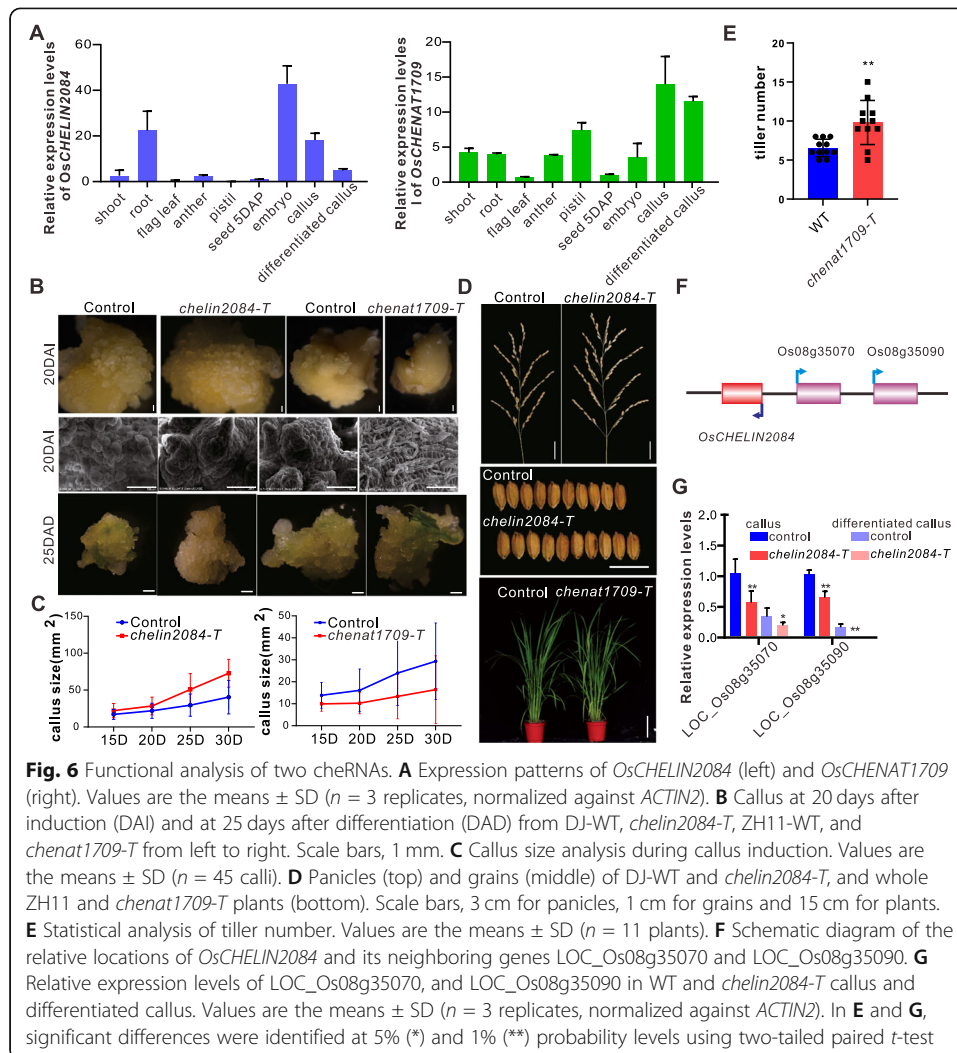 A
Relative expression levels
of OsCHELIN2084
60
40
20
0
shoot
root
flag leaf
anther
pistil
seed 5DAP
embryo
callus
differentiated callus
Relative expression levels
l of OsCHENAT1709
20
15
10
5
0
shoot
root
flag leaf
anther
pistil
seed 5DAP
embryo
callus
differentiated callus
E
tiller number
20
15
10
5
0
**
WT
chenat1709-T
B
Control chelin2084-T Control chenat1709-T
20DAI
20DAI
25DAD
C
callus size(mm²)
100
50
0
Control
chelin2084-T
15D 20D 25D 30D
callus size(mm 2)
50
40
30
20
10
0
Control
chenat1709-T
15D 20D 25D 30D
D
Control chelin2084-T
Control
chelin2084-T
Control chenat1709-T
F
Os08g35070 Os08g35090
OsCHELIN2084
G
Relative expression levels
2.0
1.5
1.0
0.5
0.0
callus differentiated callus
control control
chelin2084-T chelin2084-T
** * ** **
LOC_Os08g35070
LOC_Os08g35090
Fig. 6 Functional analysis of two cheRNAs. A Expression patterns of OsCHELIN2084 (left) and OsCHENAT1709
(right). Values are the means ± SD (n = 3 replicates, normalized against ACTIN2). B Callus at 20 days after
induction (DAI) and at 25 days after differentiation (DAD) from DJ-WT, chelin2084-T, ZH11-WT, and
chenat1709-T from left to right. Scale bars, 1 mm. C Callus size analysis during callus induction. Values are
the means ± SD (n = 45 calli). D Panicles (top) and grains (middle) of DJ-WT and chelin2084-T, and whole
ZH11 and chenat1709-T plants (bottom). Scale bars, 3 cm for panicles, 1 cm for grains and 15 cm for plants.
E Statistical analysis of tiller number. Values are the means ± SD (n = 11 plants). F Schematic diagram of the
relative locations of OsCHELIN2084 and its neighboring genes LOC_Os08g35070 and LOC_Os08g35090. G
Relative expression levels of LOC_Os08g35070, and LOC_Os08g35090 in WT and chelin2084-T callus and
differentiated callus. Values are the means ± SD (n = 3 replicates, normalized against ACTIN2). In E and G,
significant differences were identified at 5% (*) and 1% (**) probability levels using two-tailed paired t-test